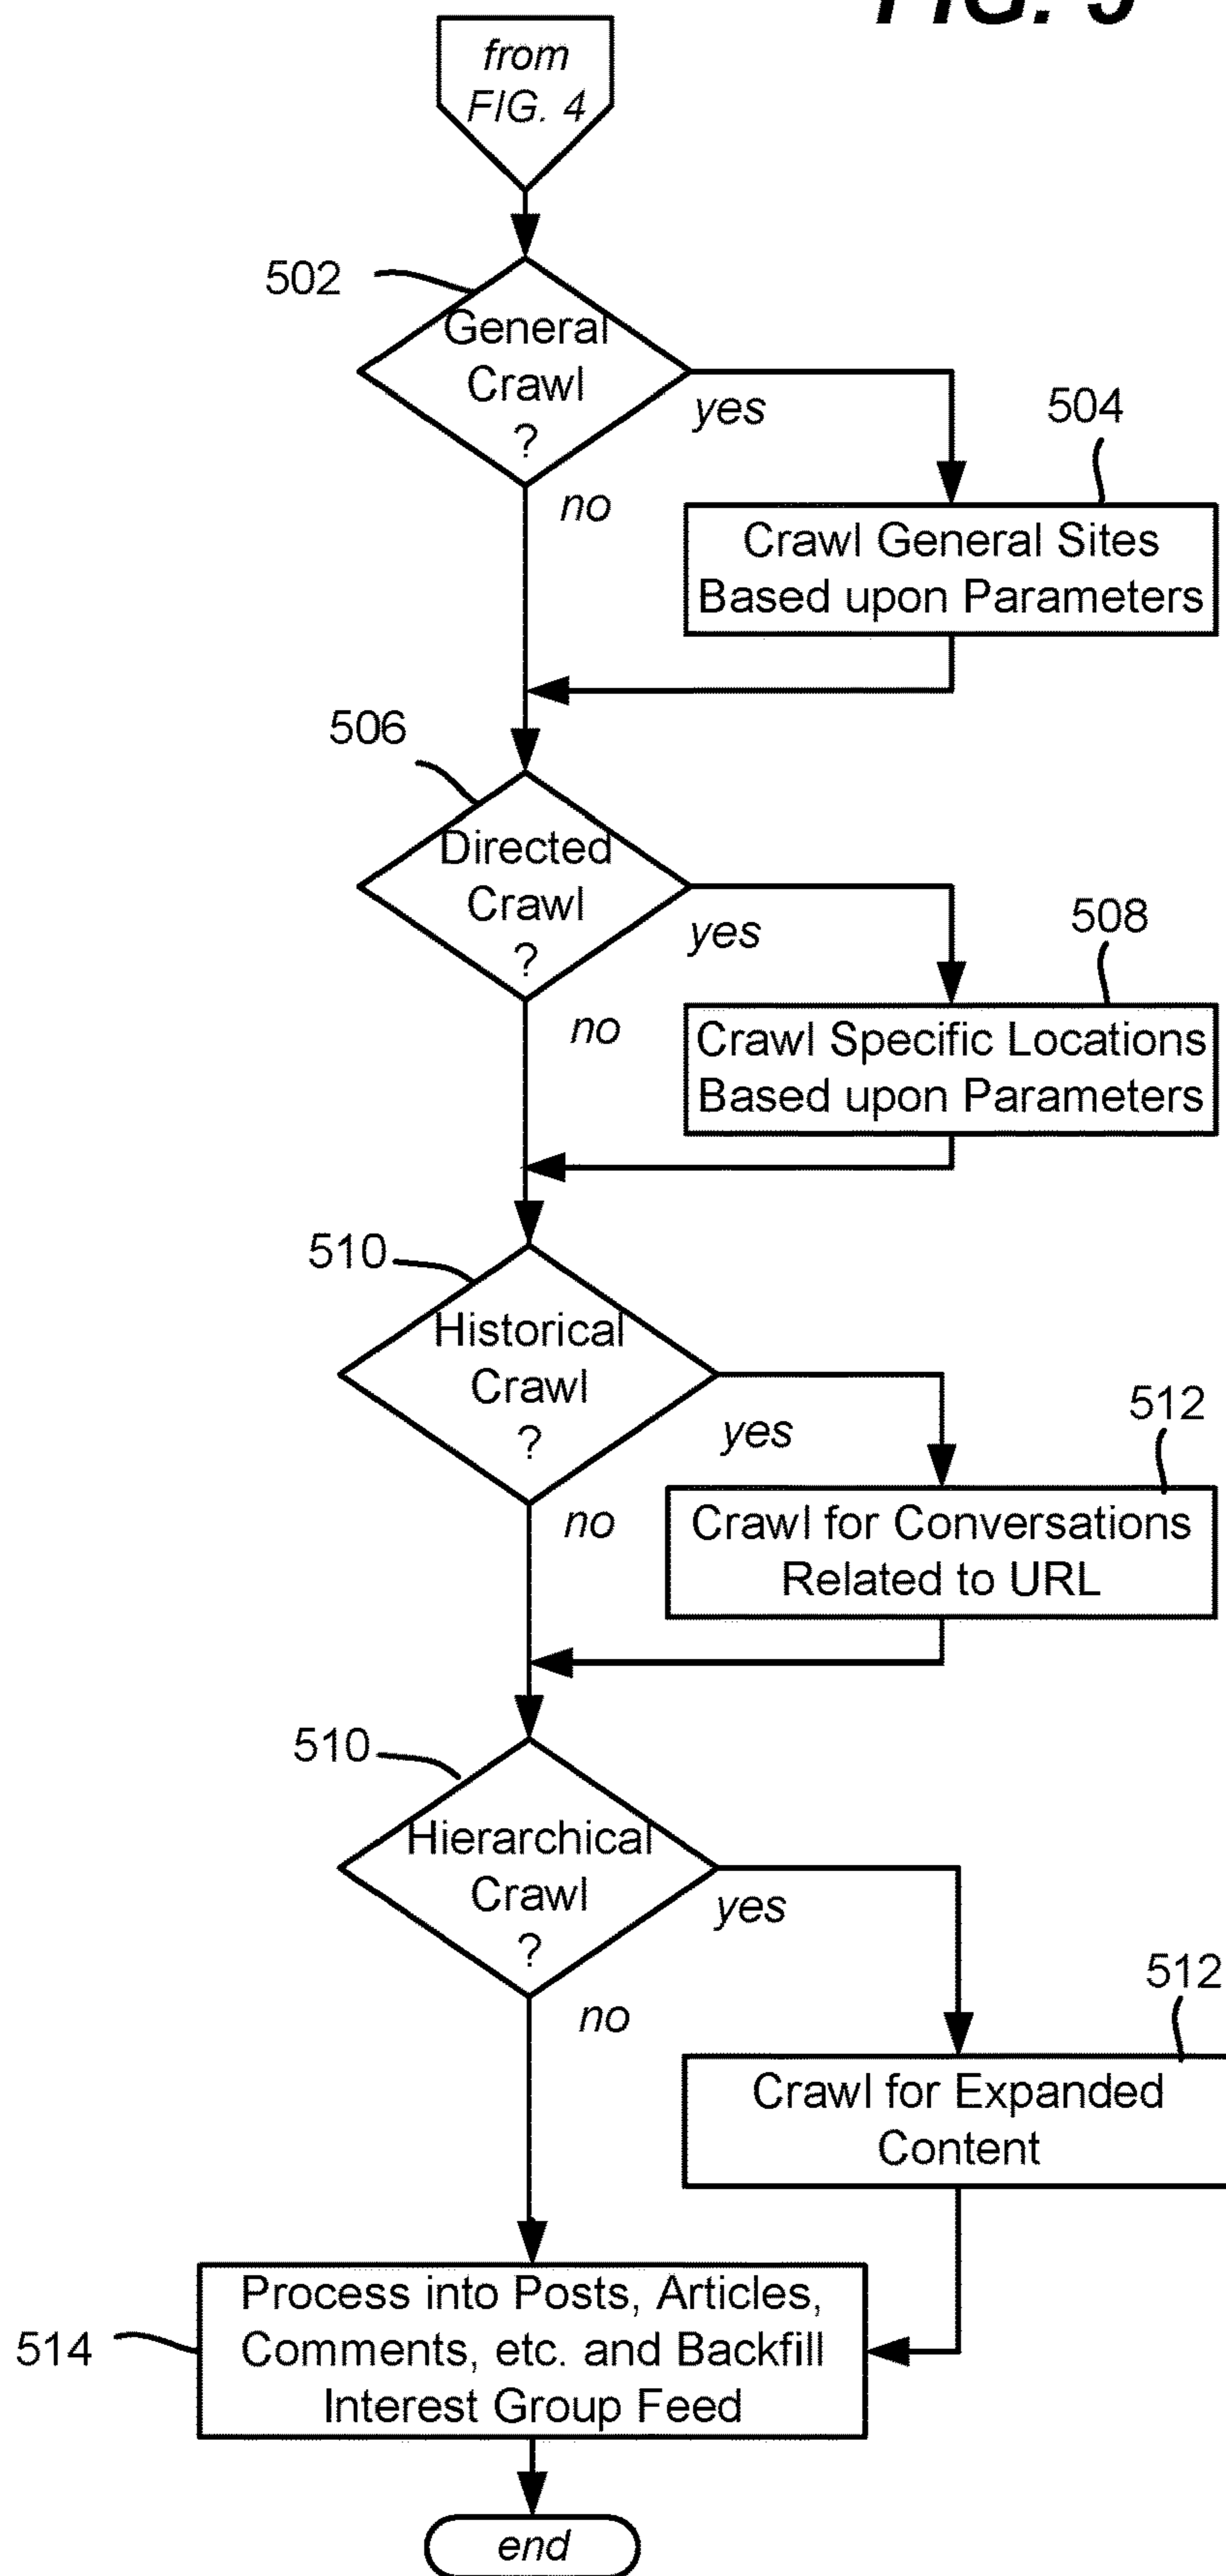 FIG. 5
from
FIG. 4
502
General
Crawl
?
yes
no
504
Crawl General Sites
Based upon Parameters
506
Directed
Crawl
?
yes
no
508
Crawl Specific Locations
Based upon Parameters
510
Historical
Crawl
?
yes
no
512
Crawl for Conversations
Related to URL
510
Hierarchical
Crawl
?
yes
no
512
Crawl for Expanded
Content
514
Process into Posts, Articles,
Comments, etc. and Backfill
Interest Group Feed
end